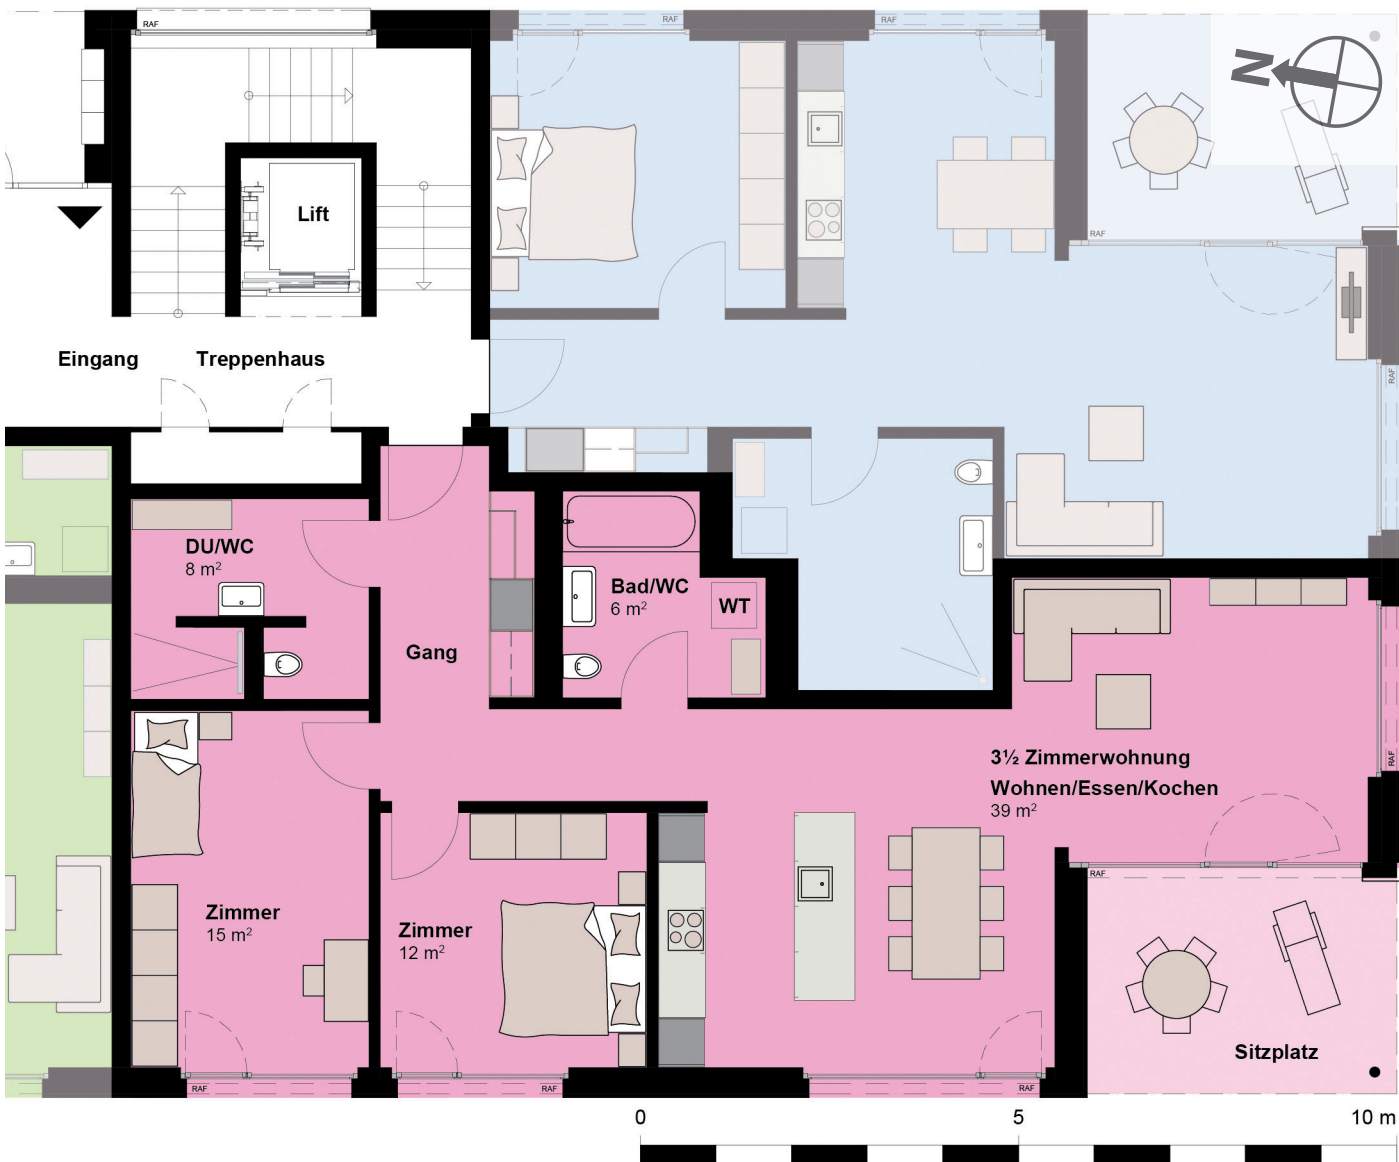 RAF
RAF
RAF
N
Lift
RAF
Eingang
Treppenhaus
RAF
DU/WC
8 m²
Bad/WC
6 m²
WT
Gang
3½ Zimmerwohnung
Wohnen/Essen/Kochen
39 m²
RAF
RAF
Zimmer
15 m²
Zimmer
12 m²
Sitzplatz
RAF
RAF
RAF
0
5
10 m